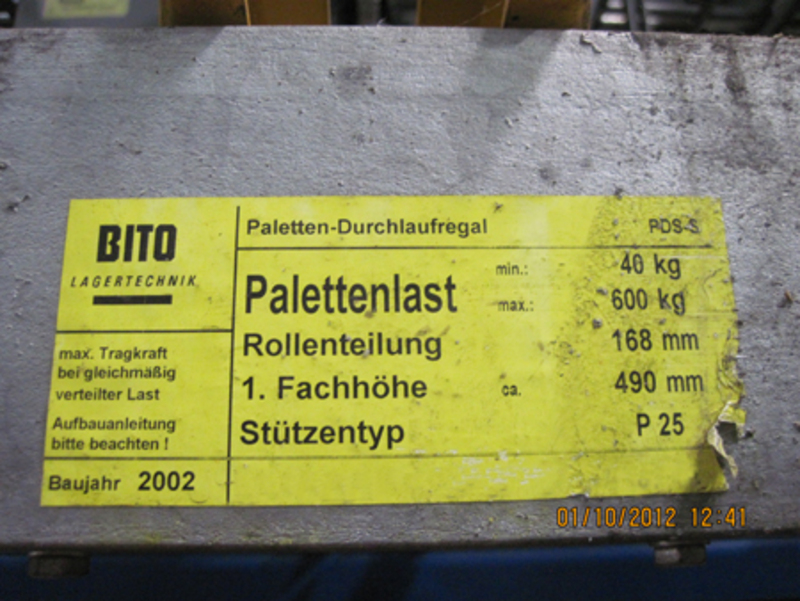 BITO
LAGERTECHNIK
max. Tragkraft
bei gleichmäßig
verteilter Last
Aufbauanleitung
bitte beachten !
Baujahr 2002
Paletten-Durchlaufregal PDS-S
Palettenlast min.: 40 kg
max.: 600 kg
Rollenteilung 168 mm
1. Fachhöhe ca. 490 mm
Stützentyp P 25
01/10/2012 12:41